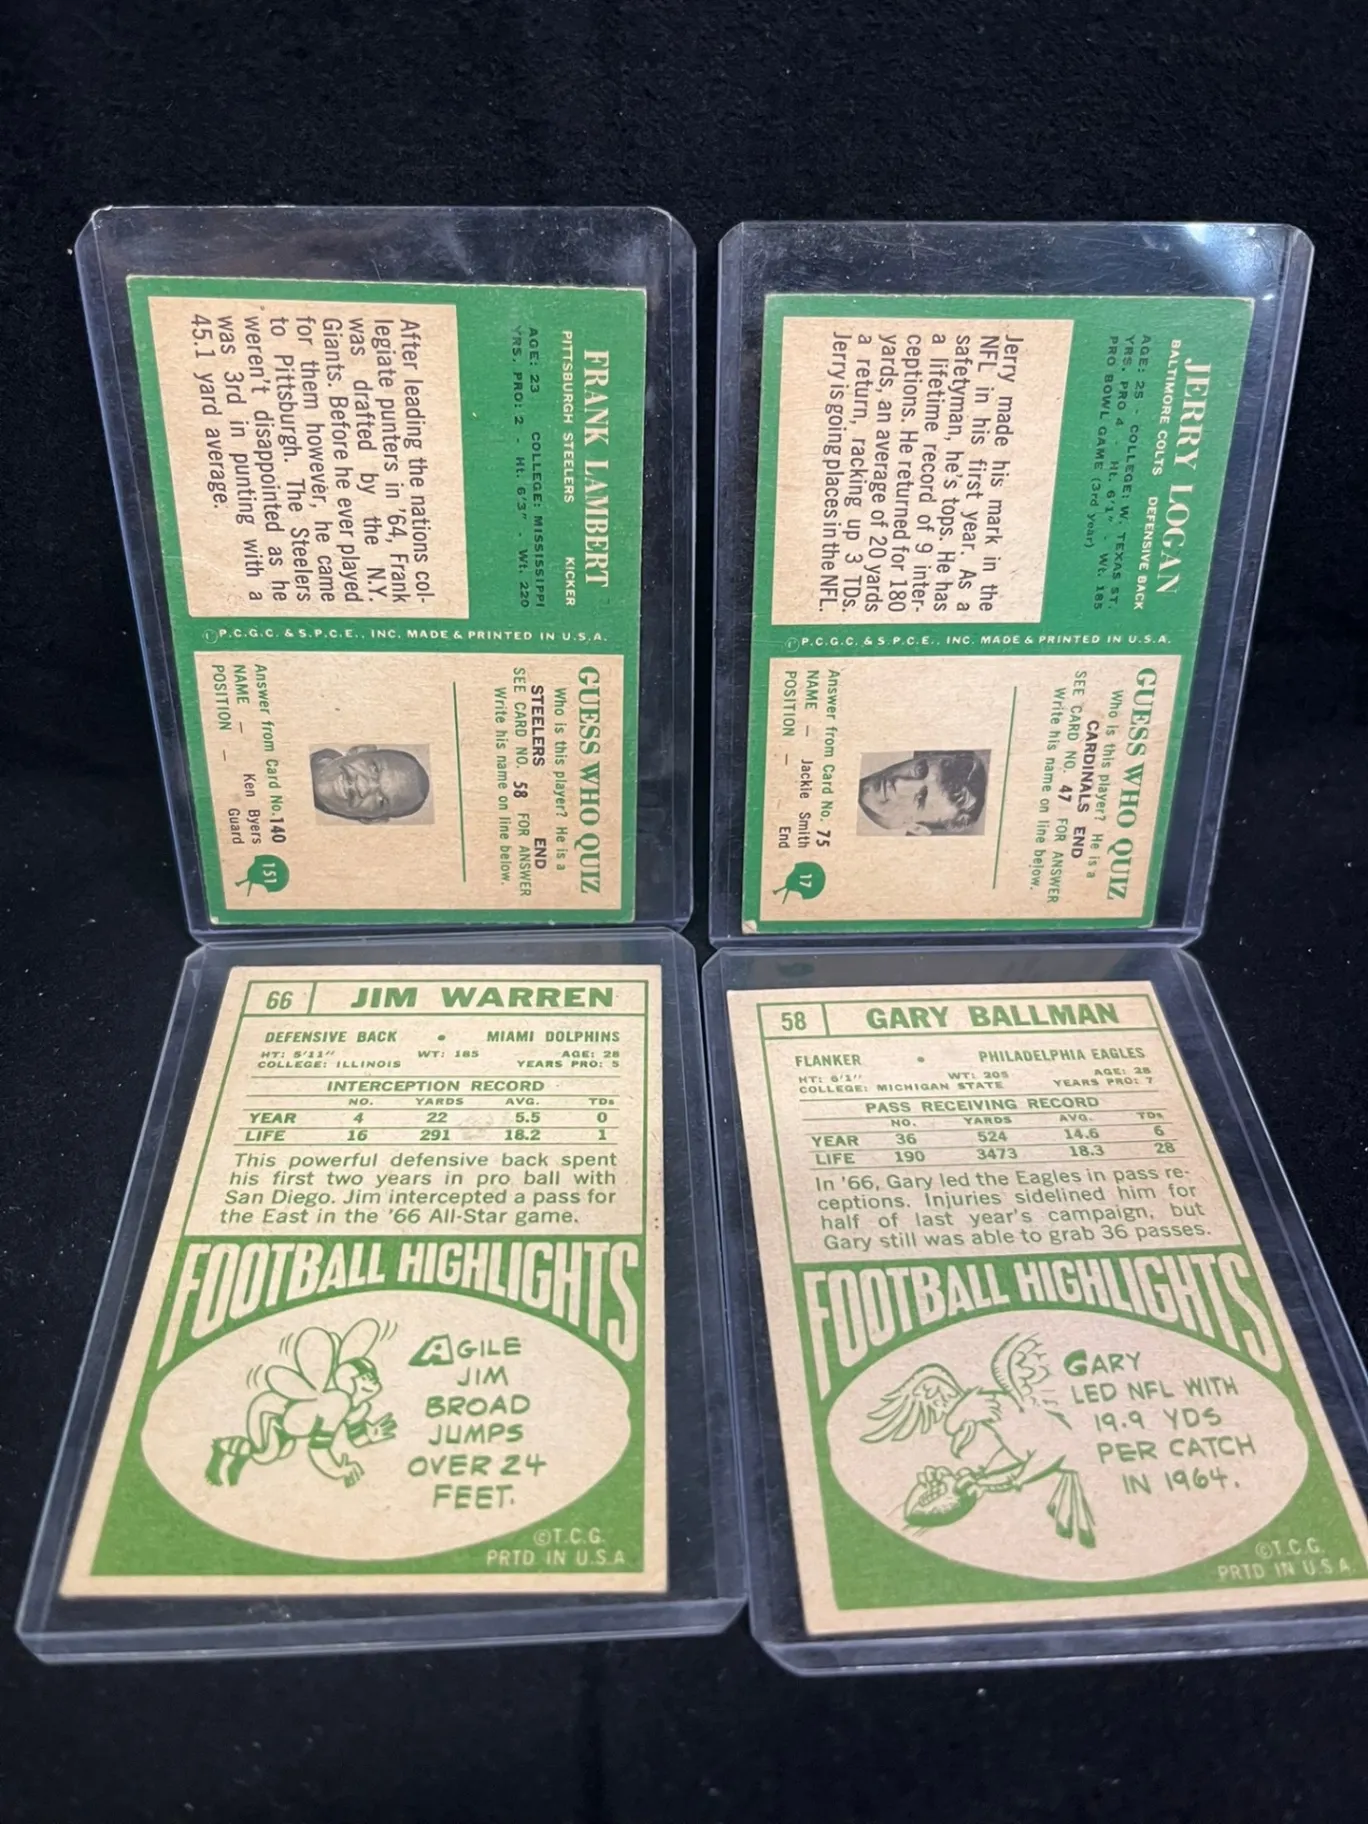 FRANK LAMBERT
PITTSBURGH STEELERS KICKER
AGE: 23 COLLEGE: MISSISSIPPI
YRS. PRO: 2 - Ht. 6'3" - Wt. 220
After leading the nations col-
legiate punters in '64, Frank
was drafted by the N.Y.
Giants. Before he ever played
for them however, he came
to Pittsburgh. The Steelers
weren't disappointed as he
was 3rd in punting with a
45.1 yard average.
P.C.G.C. & S.P.C.E., INC. MADE & PRINTED IN U.S.A.
GUESS WHO QUIZ
Who is this player? He is a
STEELERS END
SEE CARD NO. 58 FOR ANSWER
Write his name on line below.
Answer from Card No. 140
NAME — Ken Byers
POSITION — Guard
151
JERRY LOGAN
BALTIMORE COLTS DEFENSIVE BACK
AGE: 25 - COLLEGE: W. TEXAS ST.
YRS. PRO 4 - Ht. 6'1" - Wt. 185
PRO BOWL GAME (3rd year)
Jerry made his mark in the
NFL in his first year. As a
safetyman, he's tops. He has
a lifetime record of 9 inter-
ceptions. He returned for 180
yards, an average of 20 yards
a return, racking up 3 TDs.
Jerry is going places in the NFL.
P.C.G.C. & S.P.C.E., INC. MADE & PRINTED IN U.S.A.
GUESS WHO QUIZ
Who is this player? He is a
CARDINALS END
SEE CARD NO. 47 FOR ANSWER
Write his name on line below.
Answer from Card No. 75
NAME — Jackie Smith
POSITION — End
17
66 JIM WARREN
DEFENSIVE BACK • MIAMI DOLPHINS
HT: 5'11" WT: 185 AGE: 28
COLLEGE: ILLINOIS YEARS PRO: 5
INTERCEPTION RECORD
NO. YARDS AVG. TDs
YEAR 4 22 5.5 0
LIFE 16 291 18.2 1
This powerful defensive back spent
his first two years in pro ball with
San Diego. Jim intercepted a pass for
the East in the '66 All-Star game.
FOOTBALL HIGHLIGHTS
AGILE
JIM
BROAD
JUMPS
OVER 24
FEET.
©T.C.G.
PRTD IN U.S.A
58 GARY BALLMAN
FLANKER • PHILADELPHIA EAGLES
HT: 6'1" WT: 205 AGE: 28
COLLEGE: MICHIGAN STATE YEARS PRO: 7
PASS RECEIVING RECORD
NO. YARDS AVG. TDs
YEAR 36 524 14.6 6
LIFE 190 3473 18.3 28
In '66, Gary led the Eagles in pass re-
ceptions. Injuries sidelined him for
half of last year's campaign, but
Gary still was able to grab 36 passes.
FOOTBALL HIGHLIGHTS
GARY
LED NFL WITH
19.9 YDS
PER CATCH
IN 1964.
©T.C.G.
PRTD IN U.S.A.